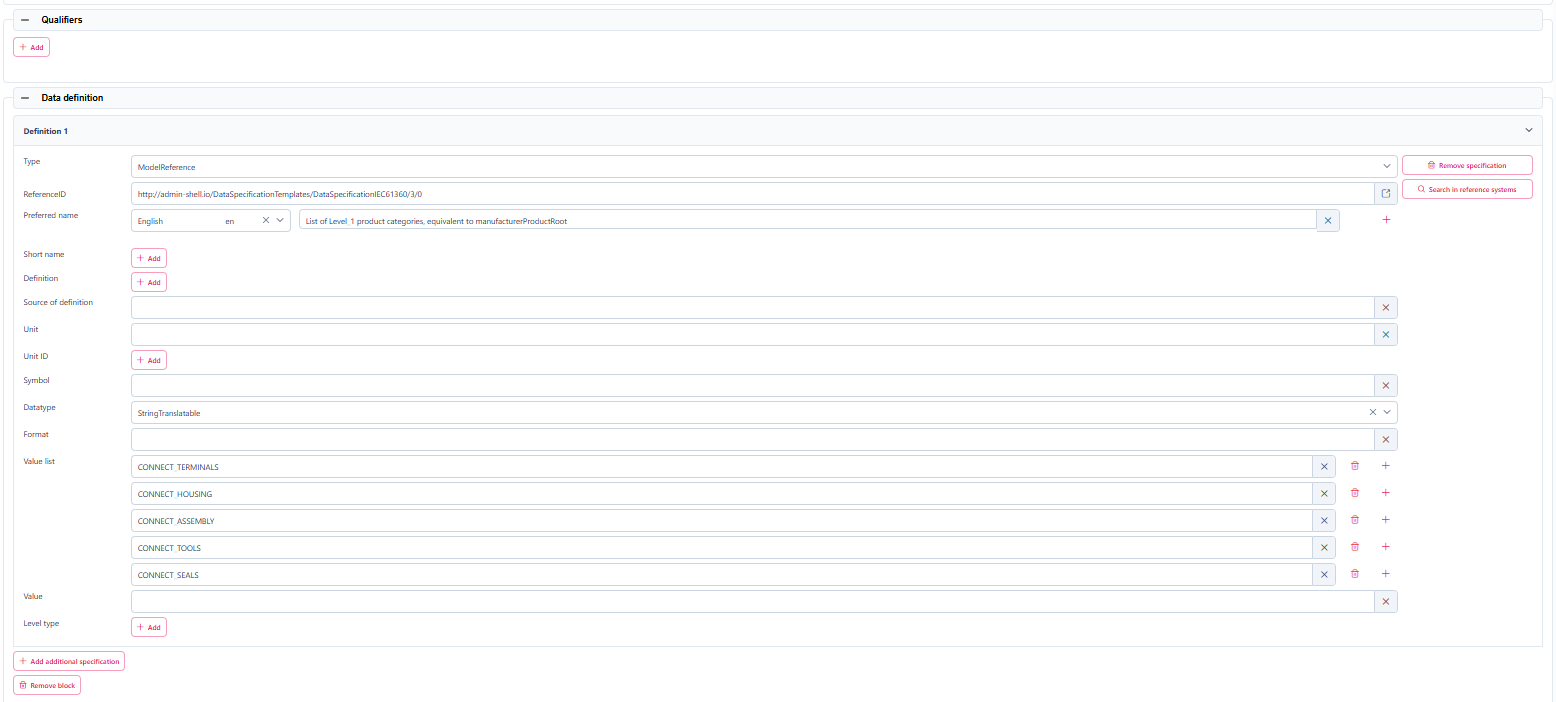 Qualifiers
+ Add
Data definition
Definition 1
Type
ModelReference
Remove specification
ReferenceID
http://admin-shell.io/DataSpecificationTemplates/DataSpecificationIEC61360/3/0
Search in reference systems
Preferred name
English en
List of Level_1 product categories, equivalent to manufacturerProductRoot
Short name
+ Add
Definition
+ Add
Source of definition
Unit
Unit ID
+ Add
Symbol
Datatype
StringTranslatable
Format
Value list
CONNECT_TERMINALS
CONNECT_HOUSING
CONNECT_ASSEMBLY
CONNECT_TOOLS
CONNECT_SEALS
Value
Level type
+ Add
+ Add additional specification
Remove block